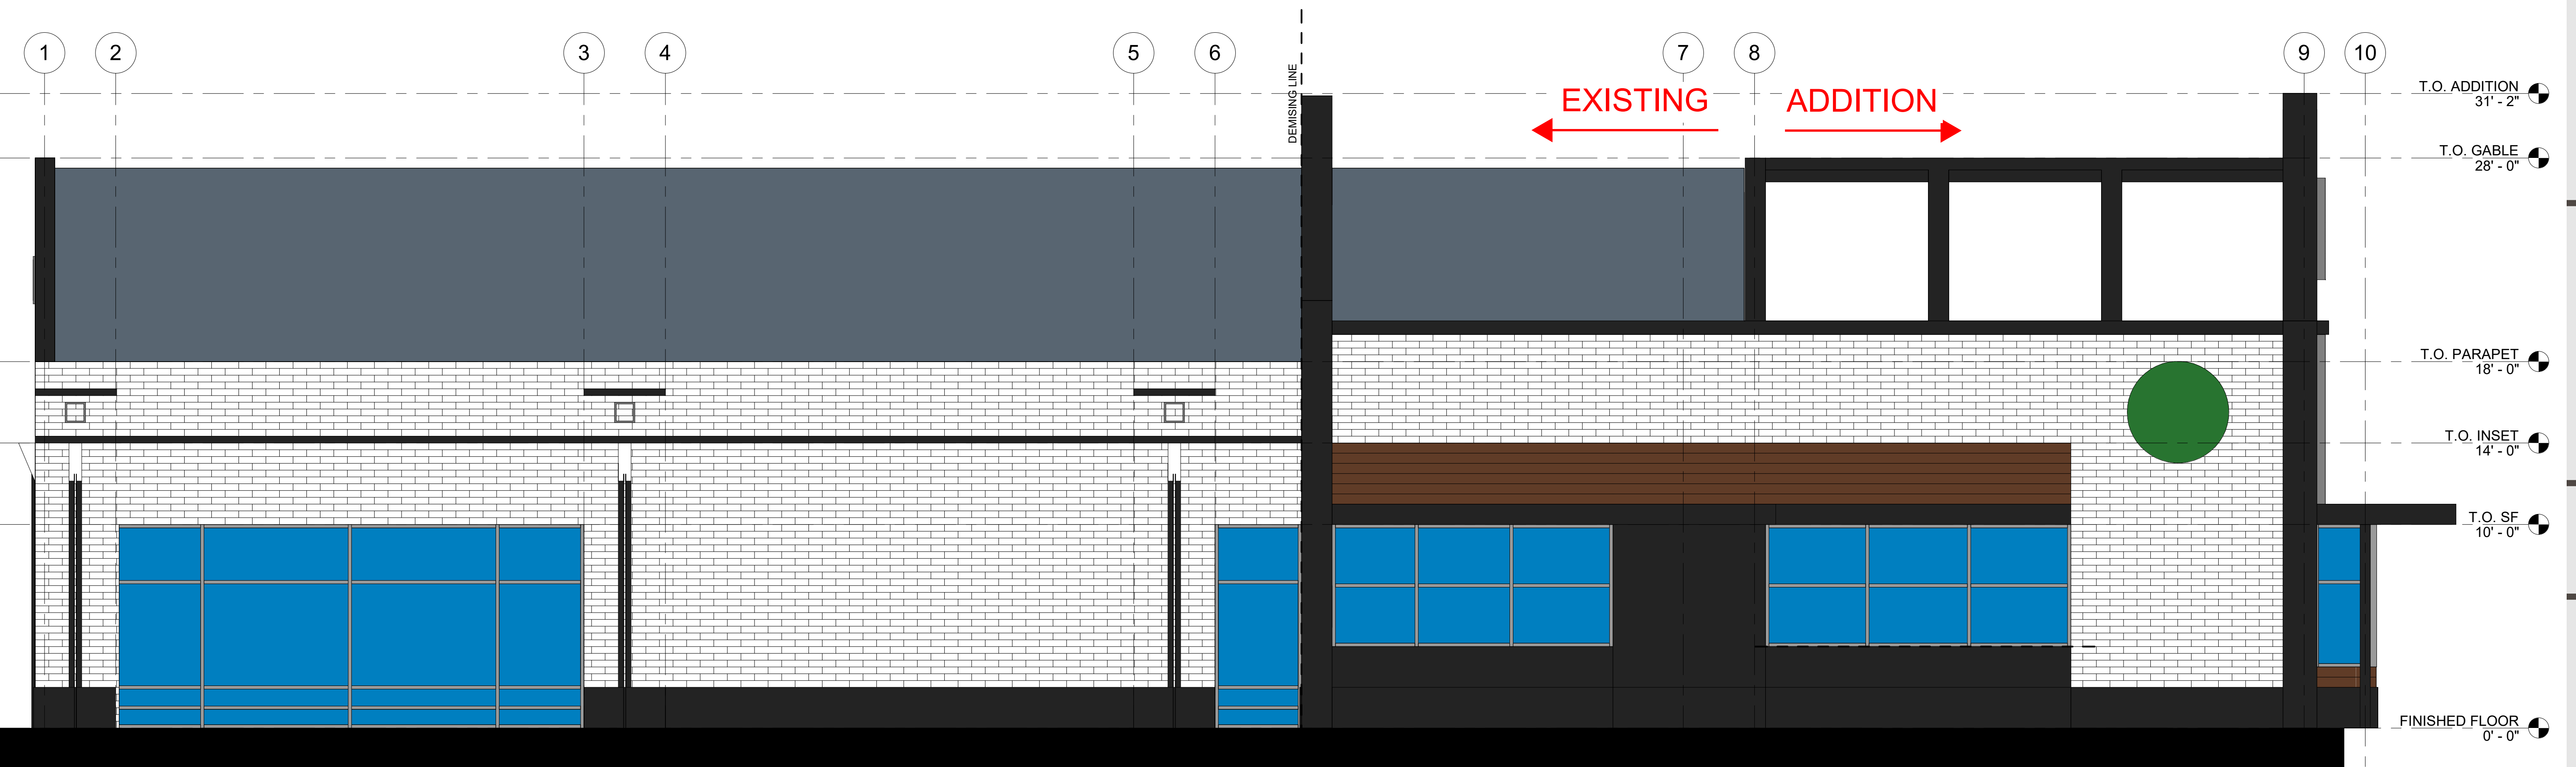 1 2 3 4 5 6 7 8 9 10
DEMISING LINE
EXISTING ADDITION
T.O. ADDITION
31' - 2"
T.O. GABLE
28' - 0"
T.O. PARAPET
18' - 0"
T.O. INSET
14' - 0"
T.O. SF
10' - 0"
FINISHED FLOOR
0' - 0"